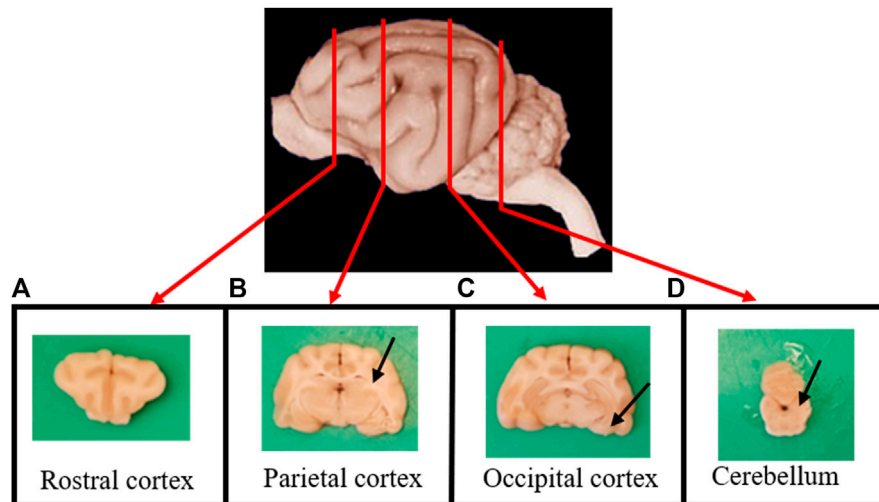 A
B
C
D
Rostral cortex
Parietal cortex
Occipital cortex
Cerebellum